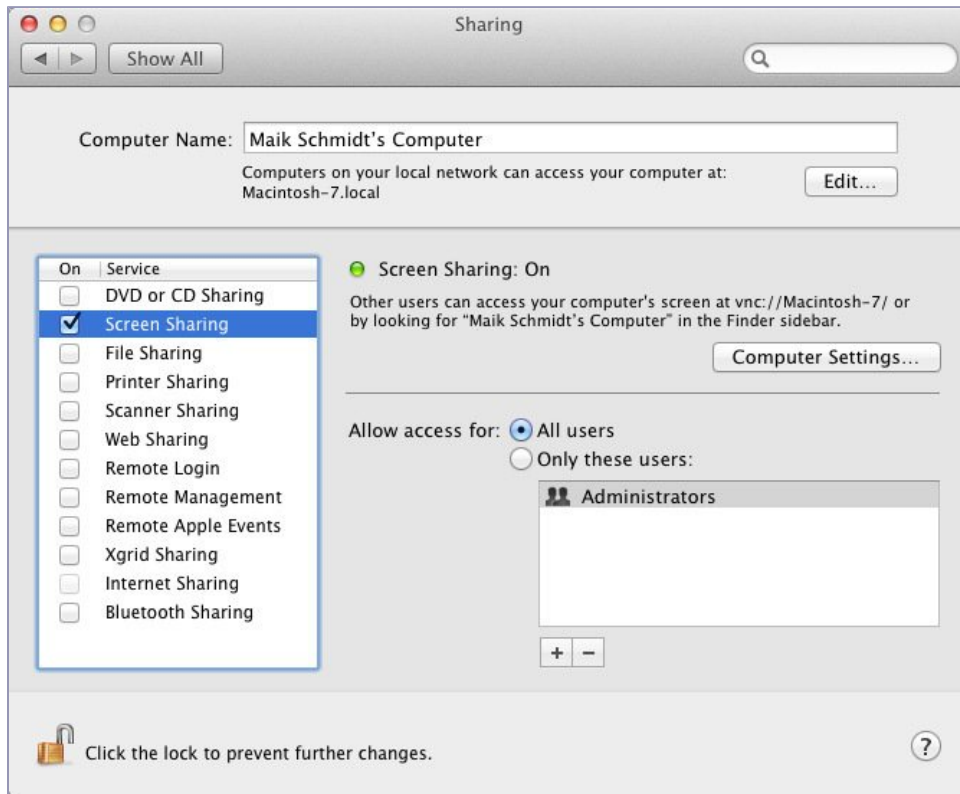 Sharing
Show All
Computer Name: Maik Schmidt’s Computer
Computers on your local network can access your computer at:
Macintosh-7.local
Edit...
On Service
DVD or CD Sharing
Screen Sharing
File Sharing
Printer Sharing
Scanner Sharing
Web Sharing
Remote Login
Remote Management
Remote Apple Events
Xgrid Sharing
Internet Sharing
Bluetooth Sharing
Screen Sharing: On
Other users can access your computer's screen at vnc://Macintosh-7/ or
by looking for “Maik Schmidt’s Computer” in the Finder sidebar.
Computer Settings...
Allow access for: All users
Only these users:
Administrators
+ −
Click the lock to prevent further changes.
?